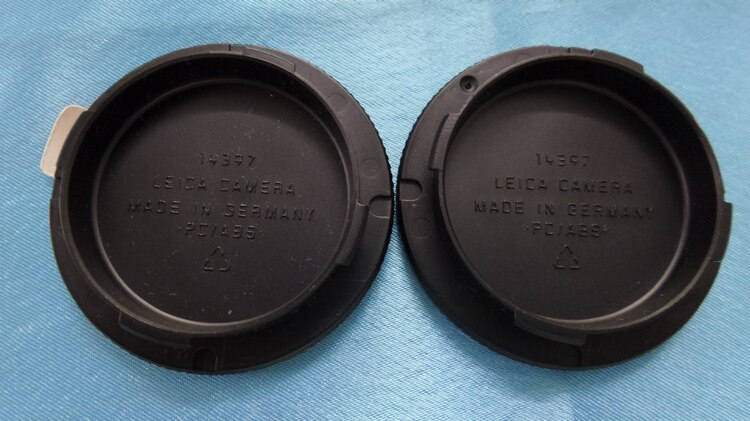 14397
LEICA CAMERA
MADE IN GERMANY
·PC/ABS·
14397
LEICA CAMERA
MADE IN GERMANY
·PC/ABS·